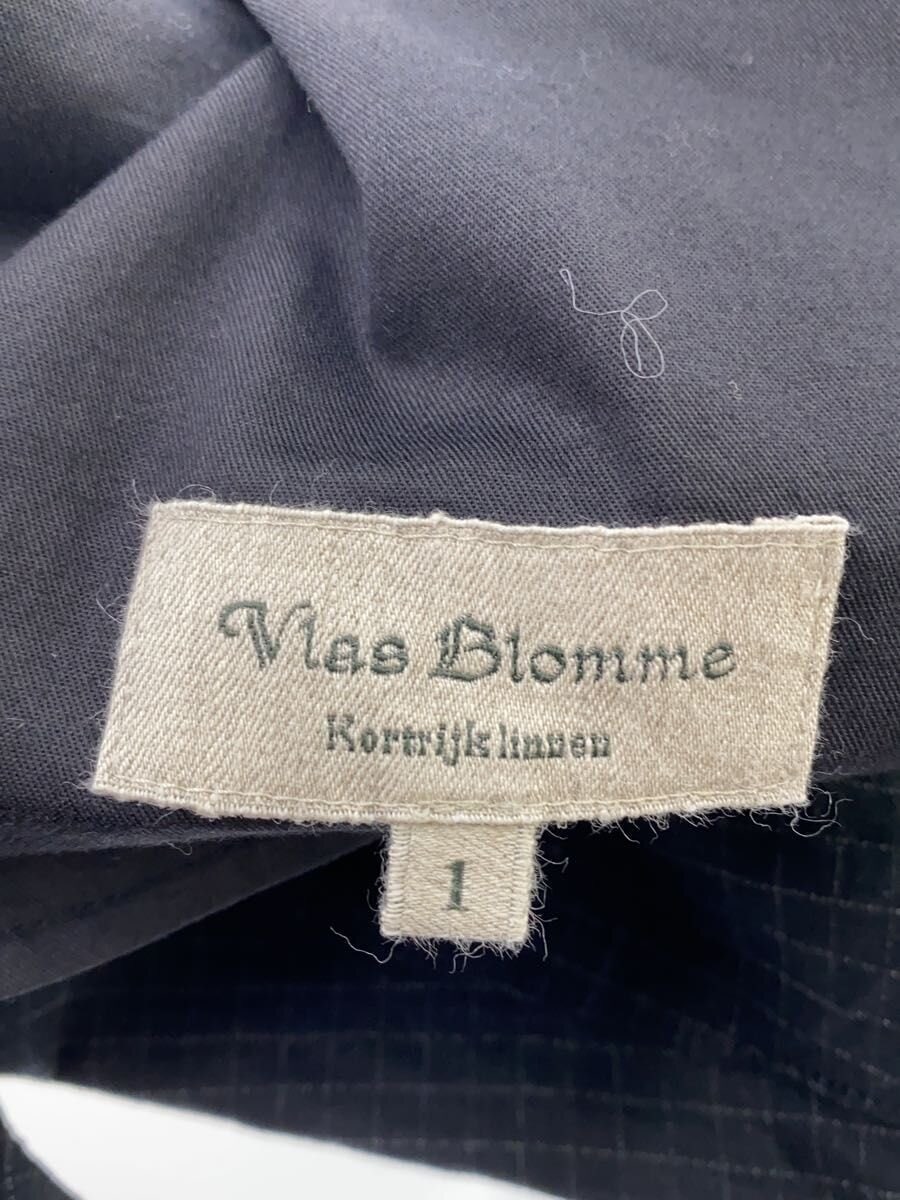 Vlas Blomme
Kortrijk linnen
1